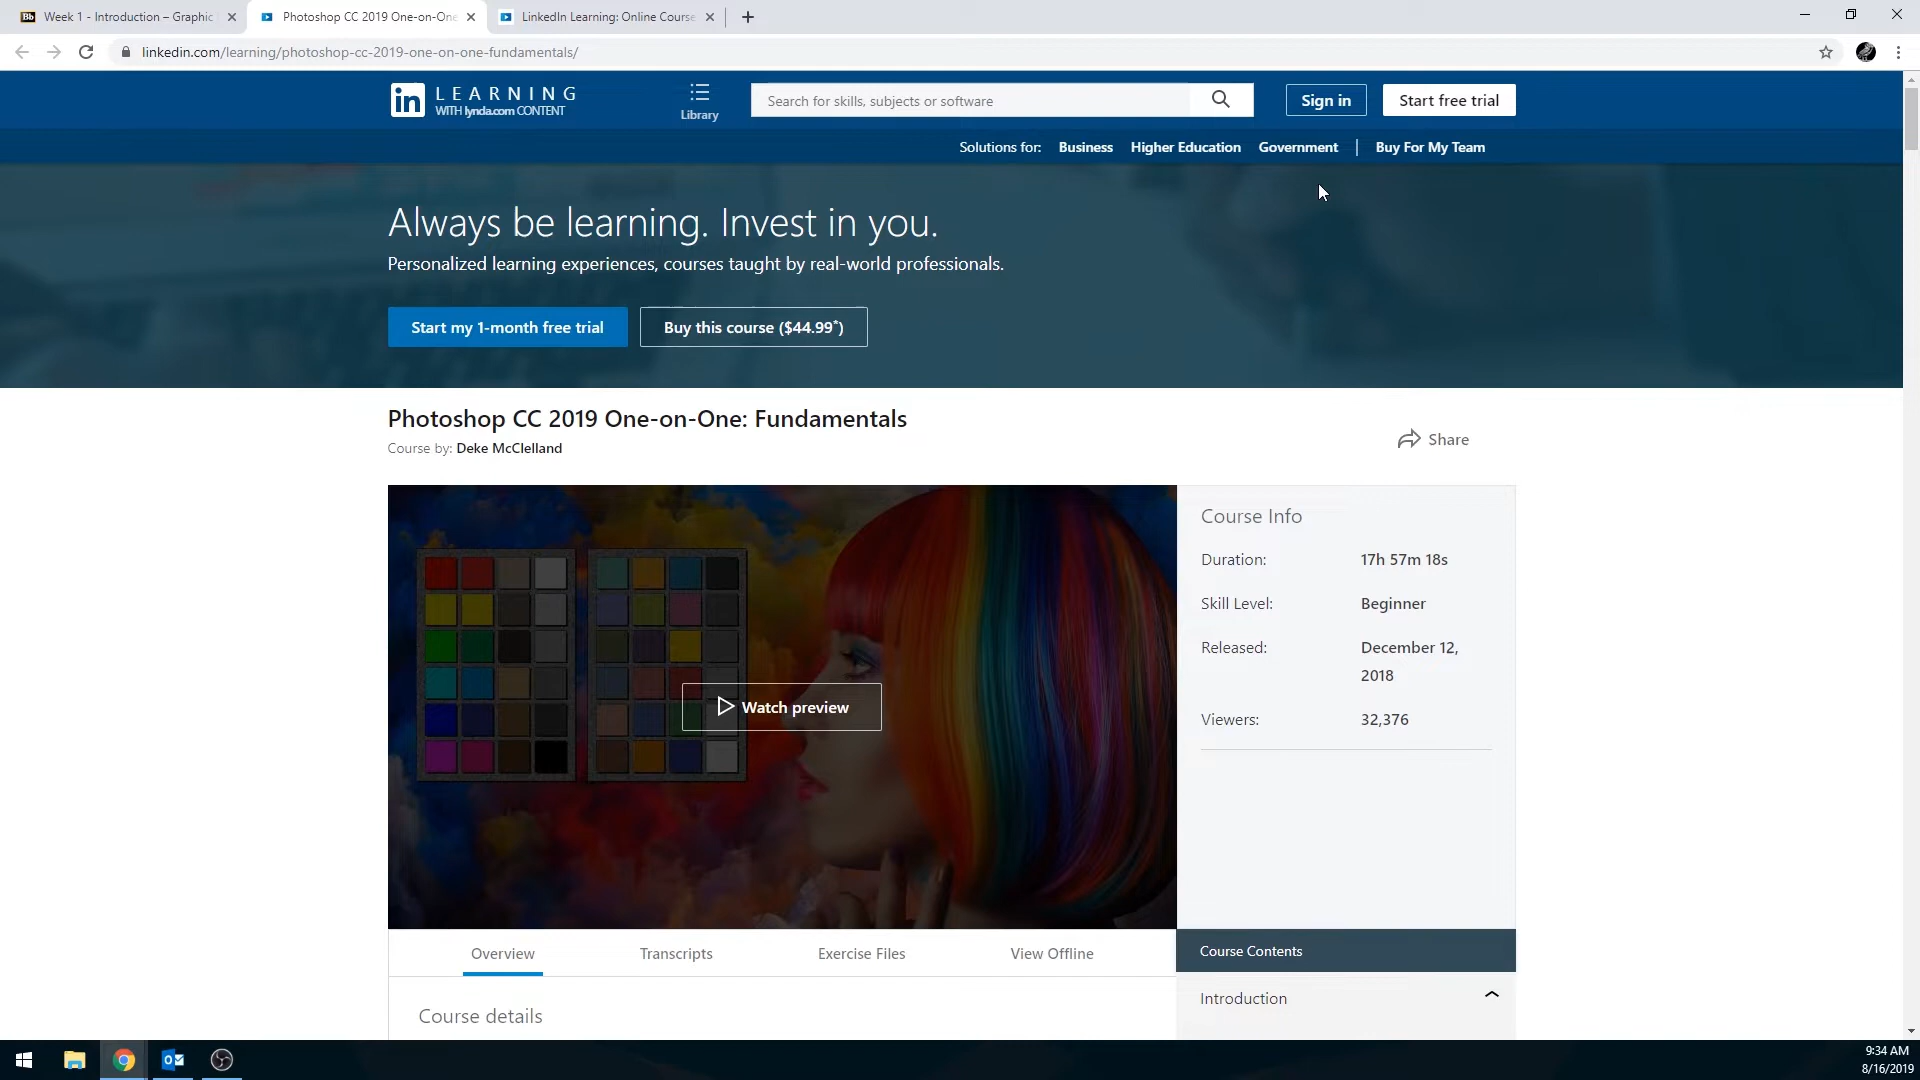 Bb Week 1 - Introduction – Graphic
Photoshop CC 2019 One-on-One
LinkedIn Learning: Online Course
linkedin.com/learning/photoshop-cc-2019-one-on-one-fundamentals/
in LEARNING
WITH lynda.com CONTENT
Library
Search for skills, subjects or software
Sign in
Start free trial
Solutions for: Business Higher Education Government | Buy For My Team
Always be learning. Invest in you.
Personalized learning experiences, courses taught by real-world professionals.
Start my 1-month free trial
Buy this course ($44.99*)
Photoshop CC 2019 One-on-One: Fundamentals
Course by: Deke McClelland
Share
Watch preview
Course Info
Duration: 17h 57m 18s
Skill Level: Beginner
Released: December 12,
2018
Viewers: 32,376
Overview Transcripts Exercise Files View Offline
Course Contents
Introduction
Course details
9:34 AM
8/16/2019